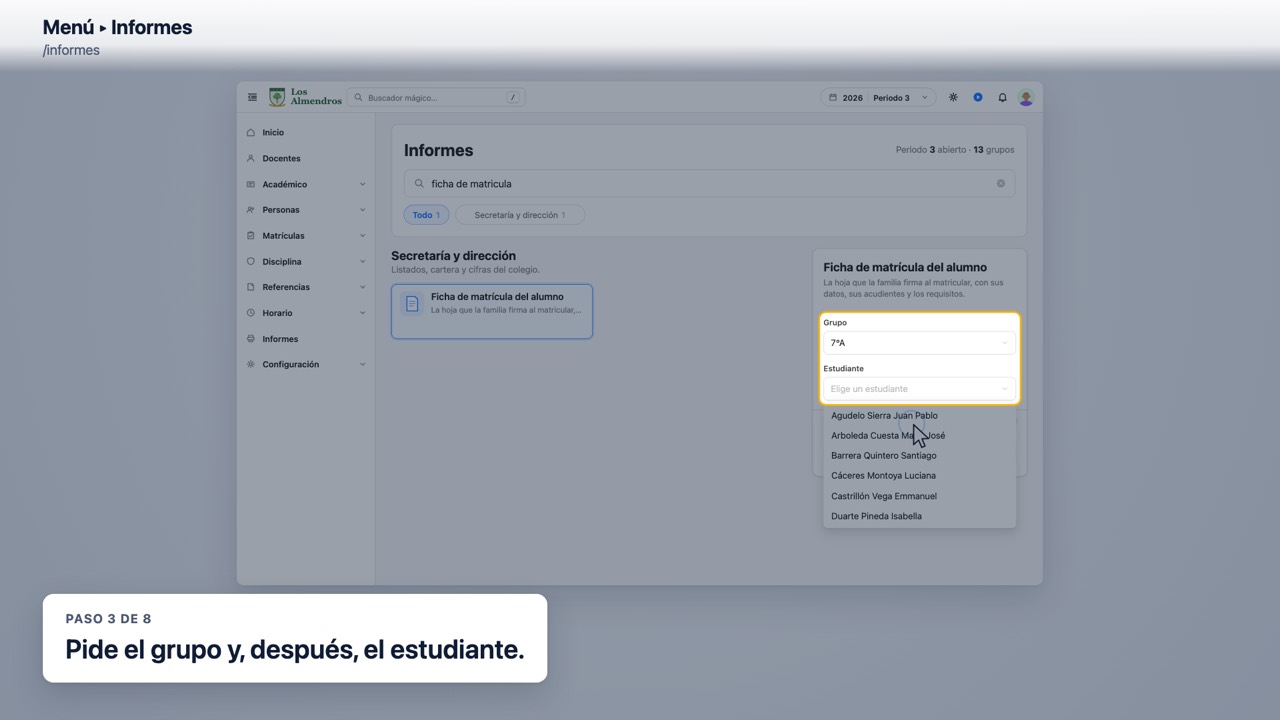 Menú ▸ Informes
/informes
Los
Almendros
Buscador mágico...
/
2026 Periodo 3
Inicio
Docentes
Académico
Personas
Matrículas
Disciplina
Referencias
Horario
Informes
Configuración
Informes
Periodo 3 abierto · 13 grupos
ficha de matricula
Todo 1
Secretaría y dirección 1
Secretaría y dirección
Listados, cartera y cifras del colegio.
Ficha de matrícula del alumno
La hoja que la familia firma al matricular,...
Ficha de matrícula del alumno
La hoja que la familia firma al matricular, con sus
datos, sus acudientes y los requisitos.
Grupo
7°A
Estudiante
Elige un estudiante
Agudelo Sierra Juan Pablo
Arboleda Cuesta José
Barrera Quintero Santiago
Cáceres Montoya Luciana
Castrillón Vega Emmanuel
Duarte Pineda Isabella
PASO 3 DE 8
Pide el grupo y, después, el estudiante.